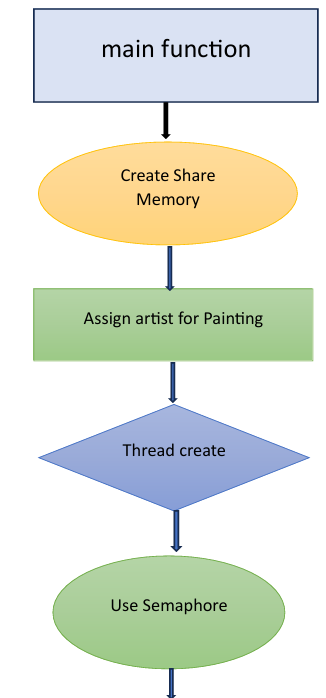 main function
Create Share
Memory
Assign artist for Painting
Thread create
Use Semaphore